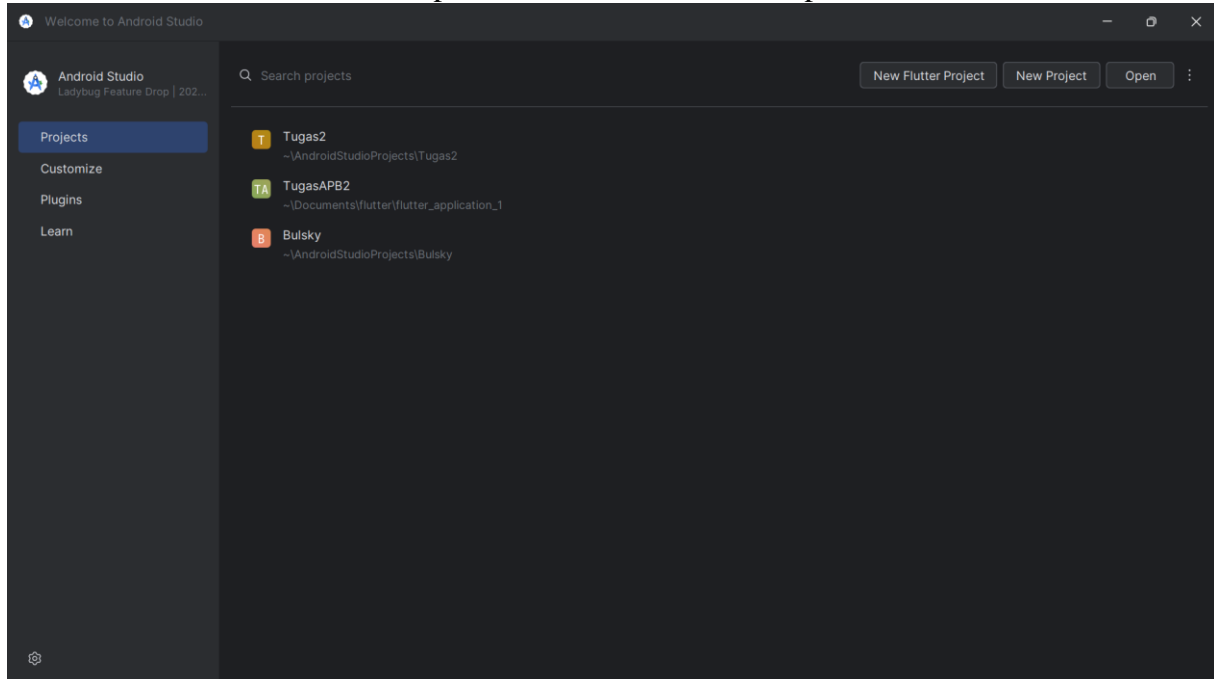 Welcome to Android Studio
Android Studio
Ladybug Feature Drop | 202...
Search projects
New Flutter Project
New Project
Open
Projects
Customize
Plugins
Learn
T
Tugas2
~\AndroidStudioProjects\Tugas2
TA
TugasAPB2
~\Documents\flutter\flutter_application_1
B
Bulsky
~\AndroidStudioProjects\Bulsky